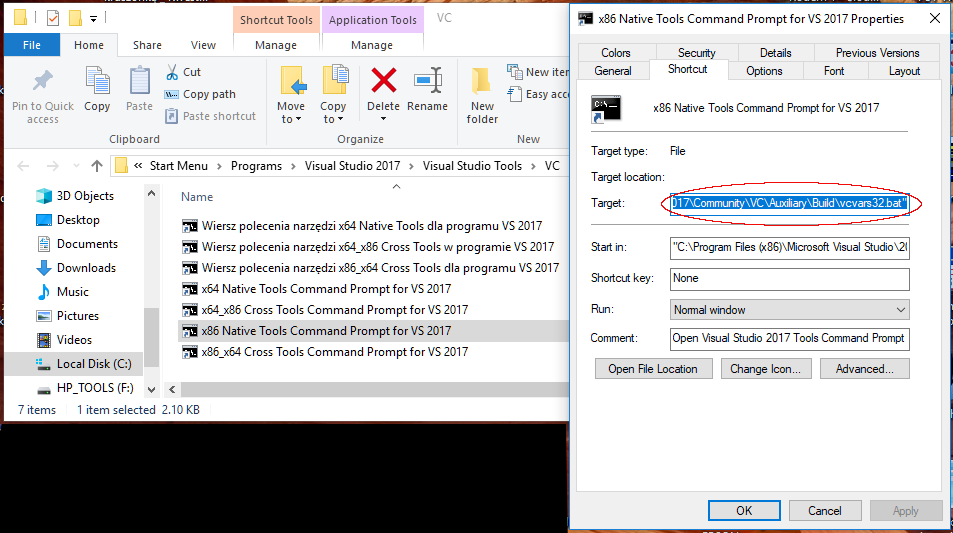 Shortcut Tools
Application Tools
VC
File
Home
Share
View
Manage
Manage
Pin to Quick access
Copy
Paste
Cut
Copy path
Paste shortcut
Clipboard
Move to
Copy to
Delete
Rename
Organize
New folder
New item
Easy acce
New
« Start Menu › Programs › Visual Studio 2017 › Visual Studio Tools › VC
3D Objects
Desktop
Documents
Downloads
Music
Pictures
Videos
Local Disk (C:)
HP_TOOLS (F:)
Name
Wiersz polecenia narzędzi x64 Native Tools dla programu VS 2017
Wiersz polecenia narzędzi x64_x86 Cross Tools w programie VS 2017
Wiersz polecenia narzędzi x86_x64 Cross Tools dla programu VS 2017
x64 Native Tools Command Prompt for VS 2017
x64_x86 Cross Tools Command Prompt for VS 2017
x86 Native Tools Command Prompt for VS 2017
x86_x64 Cross Tools Command Prompt for VS 2017
7 items
1 item selected 2.10 KB
x86 Native Tools Command Prompt for VS 2017 Properties
Colors
Security
Details
Previous Versions
General
Shortcut
Options
Font
Layout
x86 Native Tools Command Prompt for VS 2017
Target type: File
Target location:
Target: 017\Community\VC\Auxiliary\Build\vcvars32.bat"
Start in: "C:\Program Files (x86)\Microsoft Visual Studio\20
Shortcut key: None
Run: Normal window
Comment: Open Visual Studio 2017 Tools Command Prompt
Open File Location
Change Icon...
Advanced...
OK
Cancel
Apply